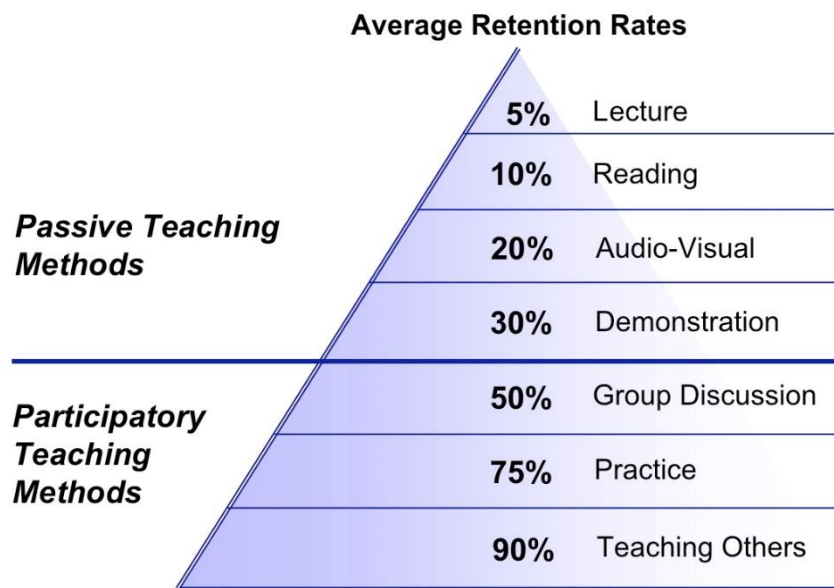 Average Retention Rates
5% Lecture
10% Reading
Passive Teaching
Methods
20% Audio-Visual
30% Demonstration
Participatory
Teaching
Methods
50% Group Discussion
75% Practice
90% Teaching Others